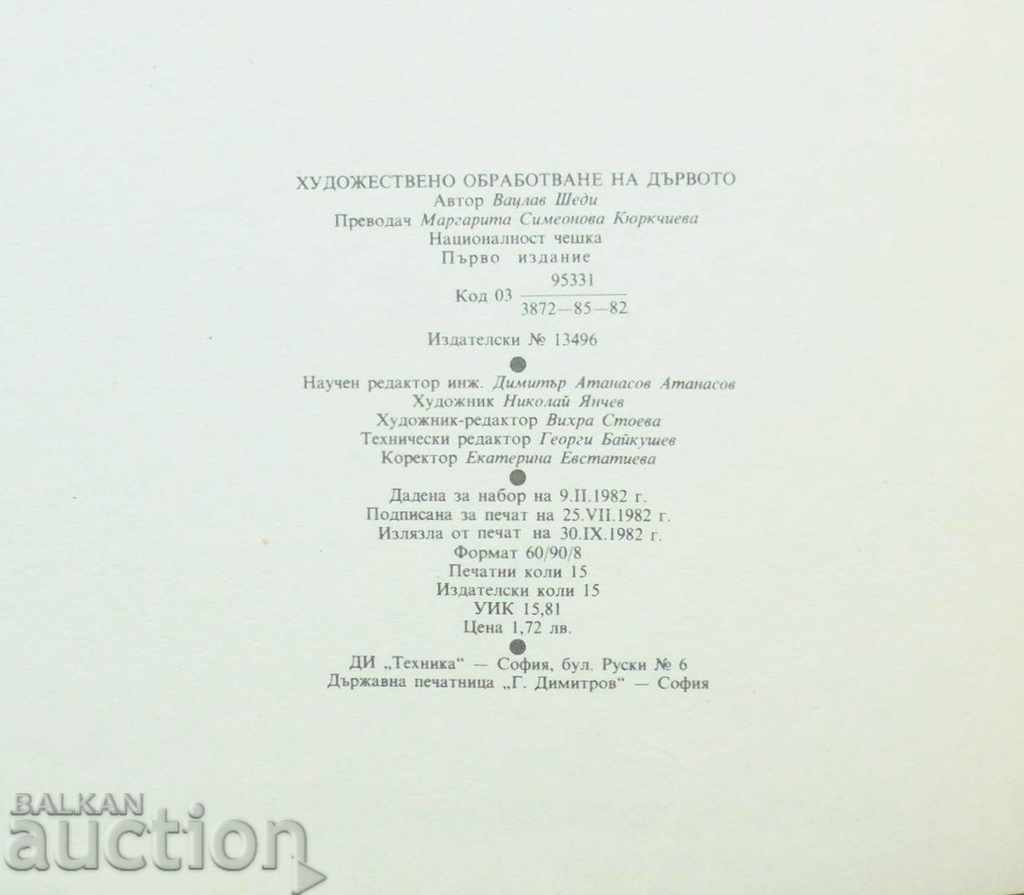 ХУДОЖЕСТВЕНО ОБРАБОТВАНЕ НА ДЪРВОТО
Автор Вацлав Шеди
Преводач Маргарита Симеонова Кюркчиева
Националност чешка
Първо издание
95331
Код 03
3872—85—82
Издателски № 13496
Научен редактор инж. Димитър Атанасов Атанасов
Художник Николай Янчев
Художник-редактор Вихра Стоева
Технически редактор Георги Байкушев
Коректор Екатерина Евстатиева
Дадена за набор на 9.II.1982 г.
Подписана за печат на 25.VII.1982 г.
Излязла от печат на 30.IX.1982 г.
Формат 60/90/8
Печатни коли 15
Издателски коли 15
УИК 15,81
Цена 1,72 лв.
ДИ „Техника“ — София, бул. Руски № 6
Държавна печатница „Г. Димитров“ — София
BALKAN
auction